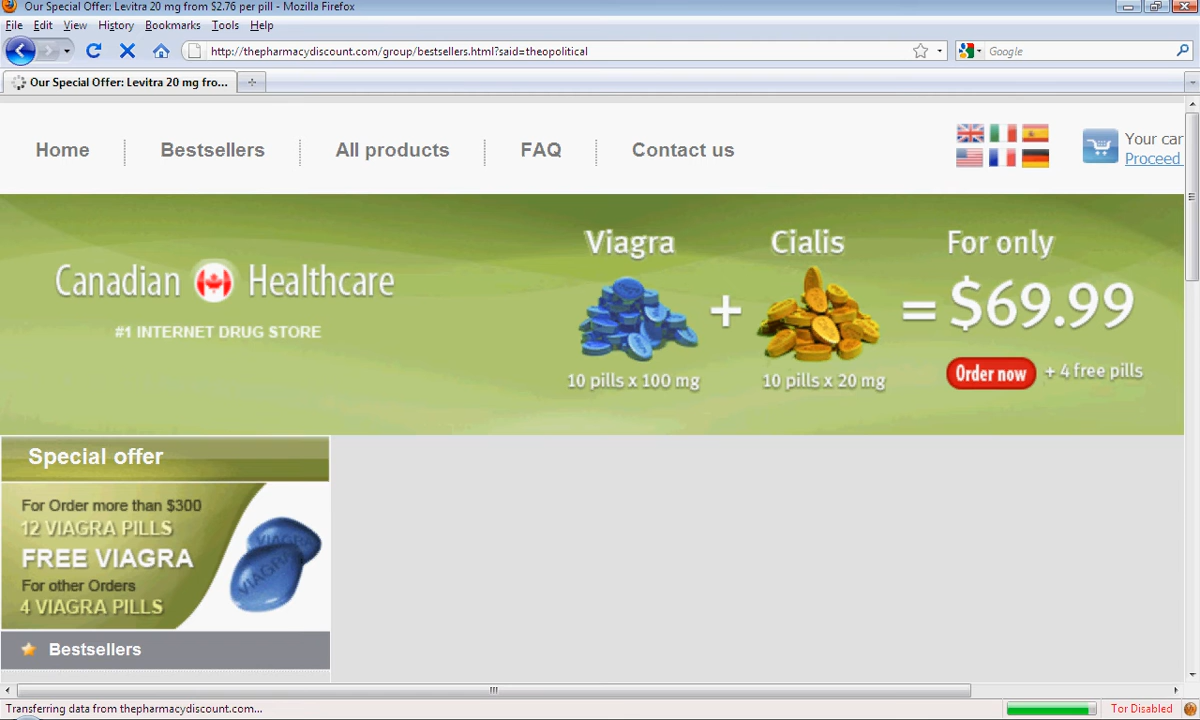 Our Special Offer: Levitra 20 mg from $2.76 per pill - Mozilla Firefox
File Edit View History Bookmarks Tools Help
http://thepharmacydiscount.com/group/bestsellers.html?said=theopolitical
Google
Our Special Offer: Levitra 20 mg fro...
Home Bestsellers All products FAQ Contact us
Your car
Proceed
Canadian Healthcare
#1 INTERNET DRUG STORE
Viagra + Cialis = For only
$69.99
10 pills x 100 mg 10 pills x 20 mg
Order now + 4 free pills
Special offer
For Order more than $300
12 VIAGRA PILLS
FREE VIAGRA
For other Orders
4 VIAGRA PILLS
VIAGRA
VIAGRA
Bestsellers
Transferring data from thepharmacydiscount.com...
Tor Disabled